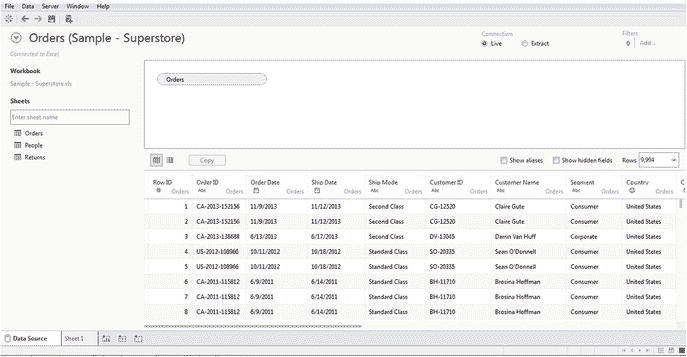 File Data Server Window Help
Orders (Sample - Superstore)
Connection
Live Extract
Filters
0 Add...
Connected to Excel
Workbook
Sample - Superstore.xls
Sheets
Enter sheet name
Orders
People
Returns
Orders
Copy
Show aliases Show hidden fields Rows 9,994
Row ID Order ID Order Date Ship Date Ship Mode Customer ID Customer Name Segment Country C
# Orders Abc Orders Orders Orders Abc Orders Abc Orders Abc Orders Abc Orders Orders
1 CA-2013-152156 11/9/2013 11/12/2013 Second Class CG-12520 Claire Gute Consumer United States
2 CA-2013-152156 11/9/2013 11/12/2013 Second Class CG-12520 Claire Gute Consumer United States
3 CA-2013-138688 6/13/2013 6/17/2013 Second Class DV-13045 Darrin Van Huff Corporate United States
4 US-2012-108966 10/11/2012 10/18/2012 Standard Class SO-20335 Sean O'Donnell Consumer United States
5 US-2012-108966 10/11/2012 10/18/2012 Standard Class SO-20335 Sean O'Donnell Consumer United States
6 CA-2011-115812 6/9/2011 6/14/2011 Standard Class BH-11710 Brosina Hoffman Consumer United States
7 CA-2011-115812 6/9/2011 6/14/2011 Standard Class BH-11710 Brosina Hoffman Consumer United States
8 CA-2011-115812 6/9/2011 6/14/2011 Standard Class BH-11710 Brosina Hoffman Consumer United States
Data Source Sheet 1